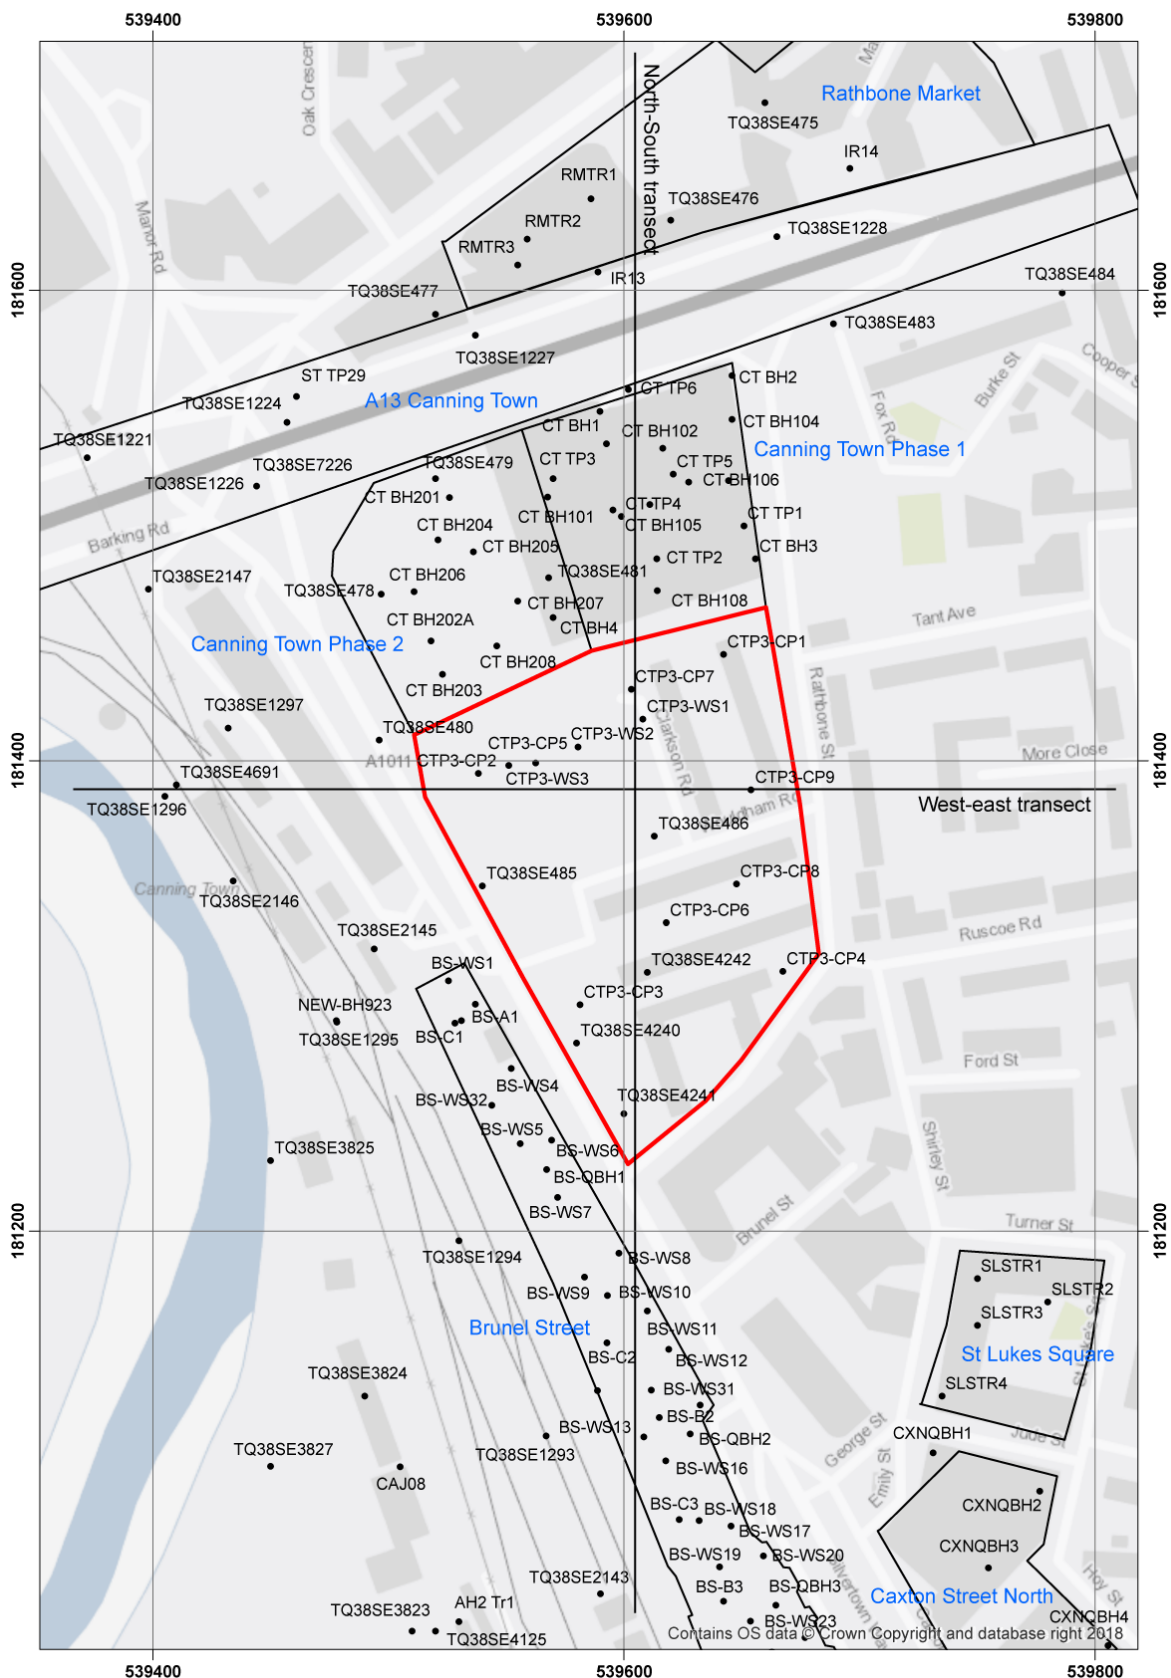 539400
539600
539800
Rathbone Market
TQ38SE475
Oak Crescen
North-South transect
IR14
RMTR1
RMTR2
RMTR3
TQ38SE476
TQ38SE1228
Manor Rd
IR13
TQ38SE484
181600
181600
TQ38SE477
TQ38SE483
TQ38SE1227
ST TP29
A13 Canning Town
TQ38SE1224
CT TP6
CT BH2
Burke St
Cooper S
Fox Rd
TQ38SE1221
CT BH1
CT BH102
CT BH104
Canning Town Phase 1
TQ38SE7226
TQ38SE479
CT TP3
CT TP5
TQ38SE1226
CT BH201
CT BH106
CT BH101
CT TP4
CT BH105
CT TP1
Barking Rd
CT BH204
CT BH205
CT TP2
CT BH3
TQ38SE2147
TQ38SE478
CT BH206
TQ38SE481
CT BH207
CT BH108
CT BH202A
CT BH4
Tant Ave
Canning Town Phase 2
CT BH208
CTP3-CP1
CT BH203
CTP3-CP7
Rathbone St
TQ38SE1297
TQ38SE480
CTP3-WS1
CTP3-WS2
Clarkson Rd
CTP3-CP5
A1011
CTP3-CP2
CTP3-WS3
More Close
181400
181400
TQ38SE4691
CTP3-CP9
TQ38SE1296
West-east transect
TQ38SE486
Canning Town
TQ38SE485
CTP3-CP8
TQ38SE2146
CTP3-CP6
Ruscoe Rd
TQ38SE2145
BS-WS1
TQ38SE4242
CTP3-CP4
NEW-BH923
BS-A1
CTP3-CP3
TQ38SE1295
BS-C1
TQ38SE4240
Ford St
BS-WS4
BS-WS32
TQ38SE4241
BS-WS5
Shirley St
TQ38SE3825
BS-WS6
BS-QBH1
BS-WS7
Brunel St
181200
181200
Turner St
TQ38SE1294
BS-WS8
SLSTR1
BS-WS9
BS-WS10
SLSTR2
SLSTR3
Brunel Street
BS-WS11
BS-C2
BS-WS12
St Lukes Square
TQ38SE3824
BS-WS31
SLSTR4
BS-WS13
BS-B2
BS-QBH2
George St
CXNQBH1
Jude St
TQ38SE3827
TQ38SE1293
BS-WS16
Emily St
CAJ08
BS-C3
BS-WS18
CXNQBH2
BS-WS17
CXNQBH3
BS-WS19
BS-WS20
TQ38SE2143
BS-B3
BS-QBH3
Caxton Street North
Hoy St
TQ38SE3823
AH2 Tr1
BS-WS23
CXNQBH4
TQ38SE4125
Contains OS data © Crown Copyright and database right 2018
539400
539600
539800